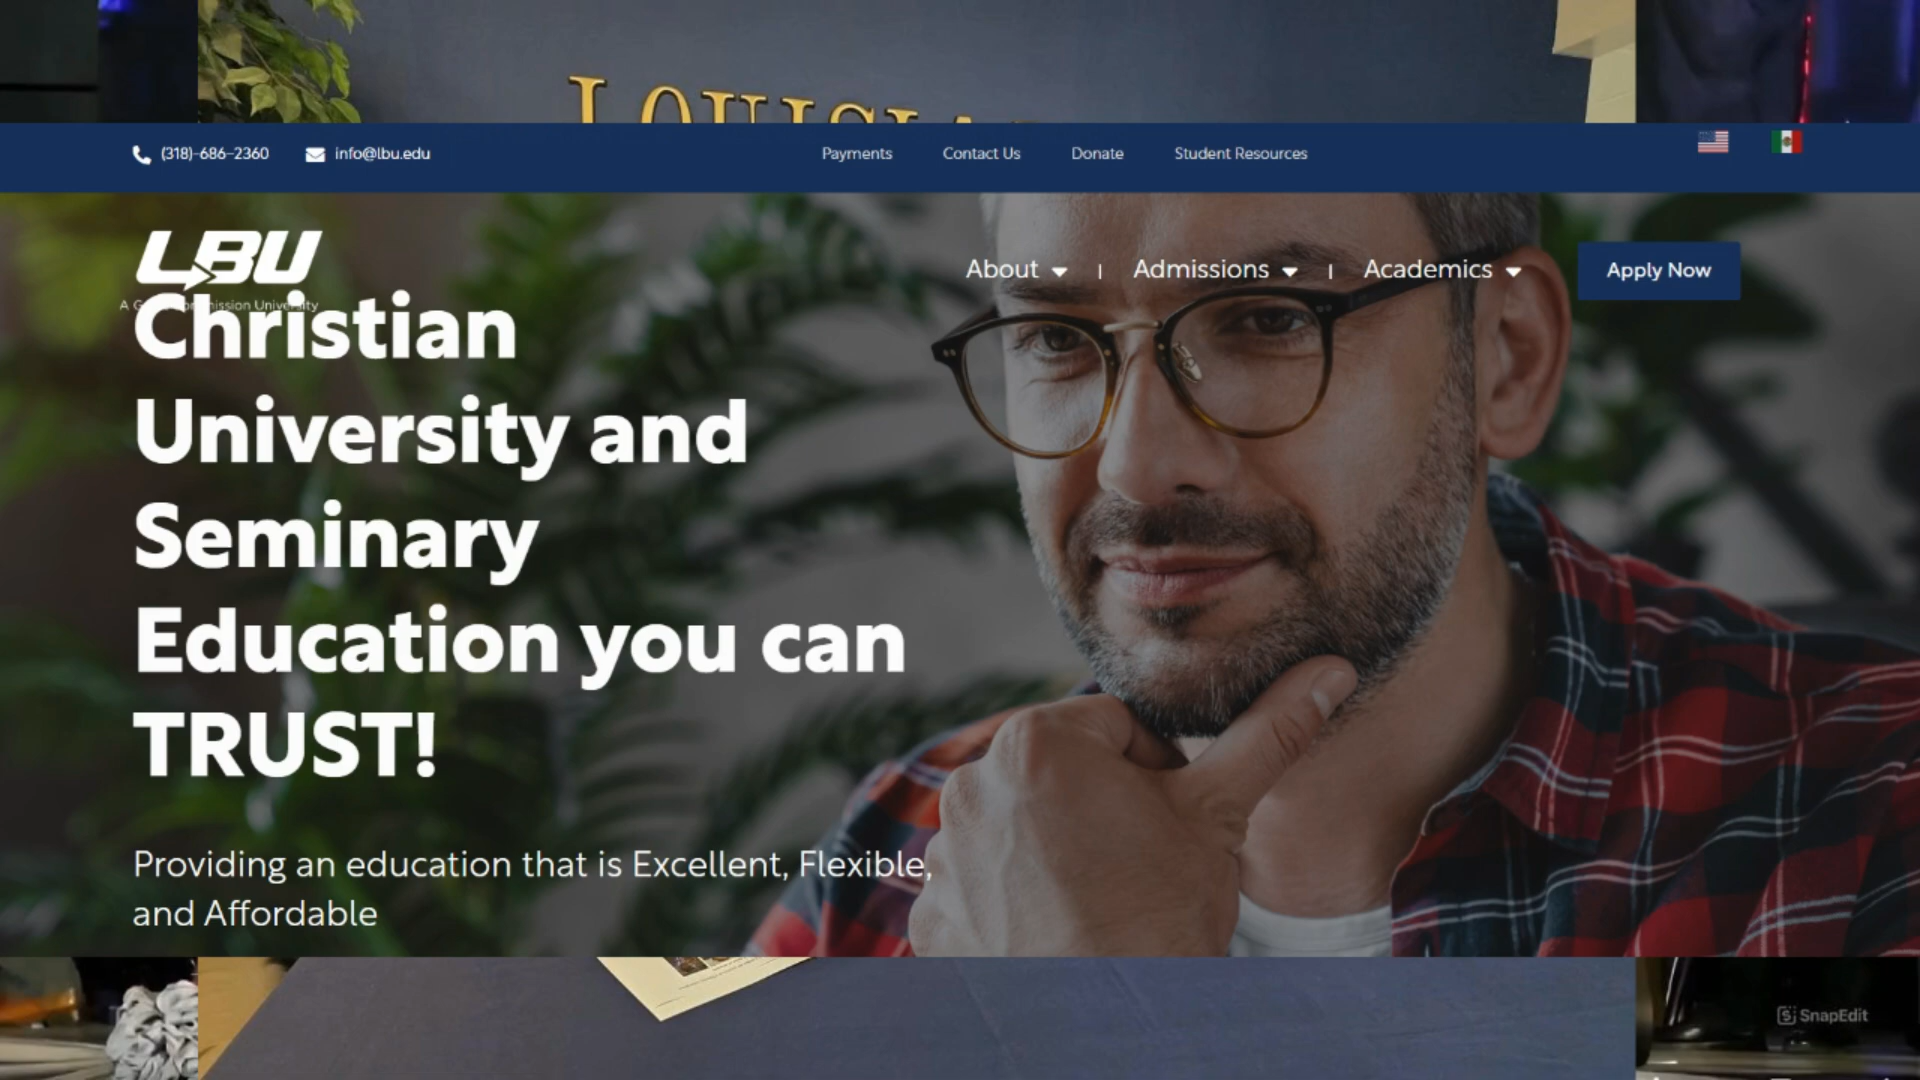 (318)-686-2360
info@lbu.edu
Payments
Contact Us
Donate
Student Resources
LBU
About
Admissions
Academics
Apply Now
Christian
University and
Seminary
Education you can
TRUST!
Providing an education that is Excellent, Flexible,
and Affordable
SnapEdit